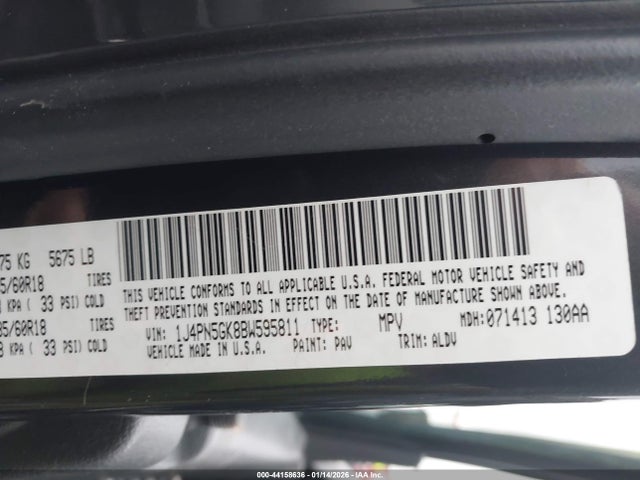 75 KG 5675 LB
5/60R18 TIRES
KPA ( 33 PSI) COLD
5/60R18 TIRES
KPA ( 33 PSI) COLD
THIS VEHICLE CONFORMS TO ALL APPLICABLE U.S.A. FEDERAL MOTOR VEHICLE SAFETY AND
THEFT PREVENTION STANDARDS IN EFFECT ON THE DATE OF MANUFACTURE SHOWN ABOVE.
VIN: 1J4PN5GK8BW595811 TYPE: MPV MDH: 071413 130AA
VEHICLE MADE IN U.S.A. PAINT: PAV TRIM: ALDV
000-44158636 - 01/14/2026 - IAA Inc.